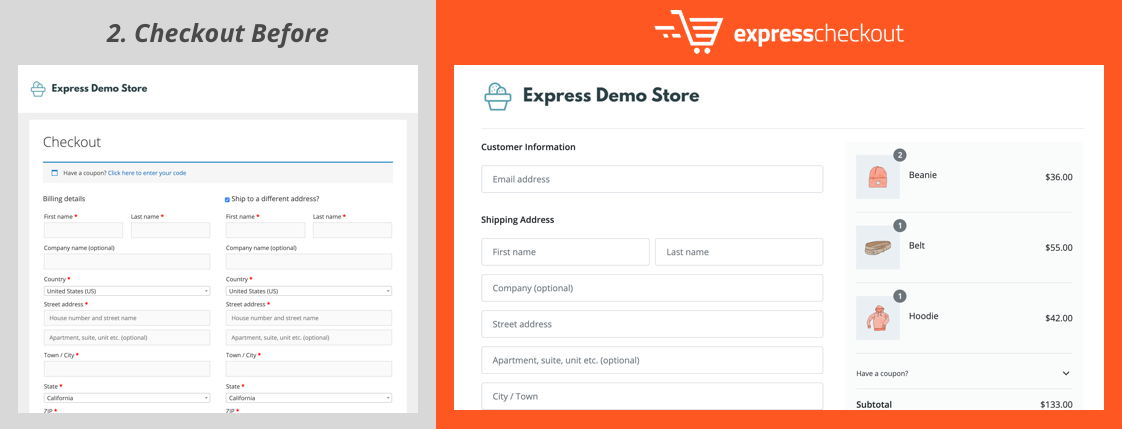 2. Checkout Before
Express Demo Store
Checkout
Have a coupon? Click here to enter your code
Billing details
First name * Last name *
Company name (optional)
Country *
United States (US)
Street address *
House number and street name
Apartment, suite, unit etc. (optional)
Town / City *
State *
California
ZIP *
Ship to a different address?
First name * Last name *
Company name (optional)
Country *
United States (US)
Street address *
House number and street name
Apartment, suite, unit etc. (optional)
Town / City *
State *
California
ZIP *
expresscheckout
Express Demo Store
Customer Information
Email address
Shipping Address
First name Last name
Company (optional)
Street address
Apartment, suite, unit etc. (optional)
City / Town
2 Beanie $36.00
1 Belt $55.00
1 Hoodie $42.00
Have a coupon?
Subtotal $133.00